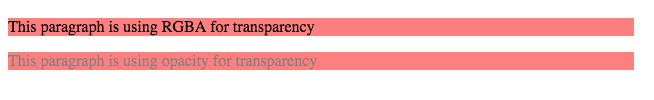 This paragraph is using RGBA for transparency
This paragraph is using opacity for transparency